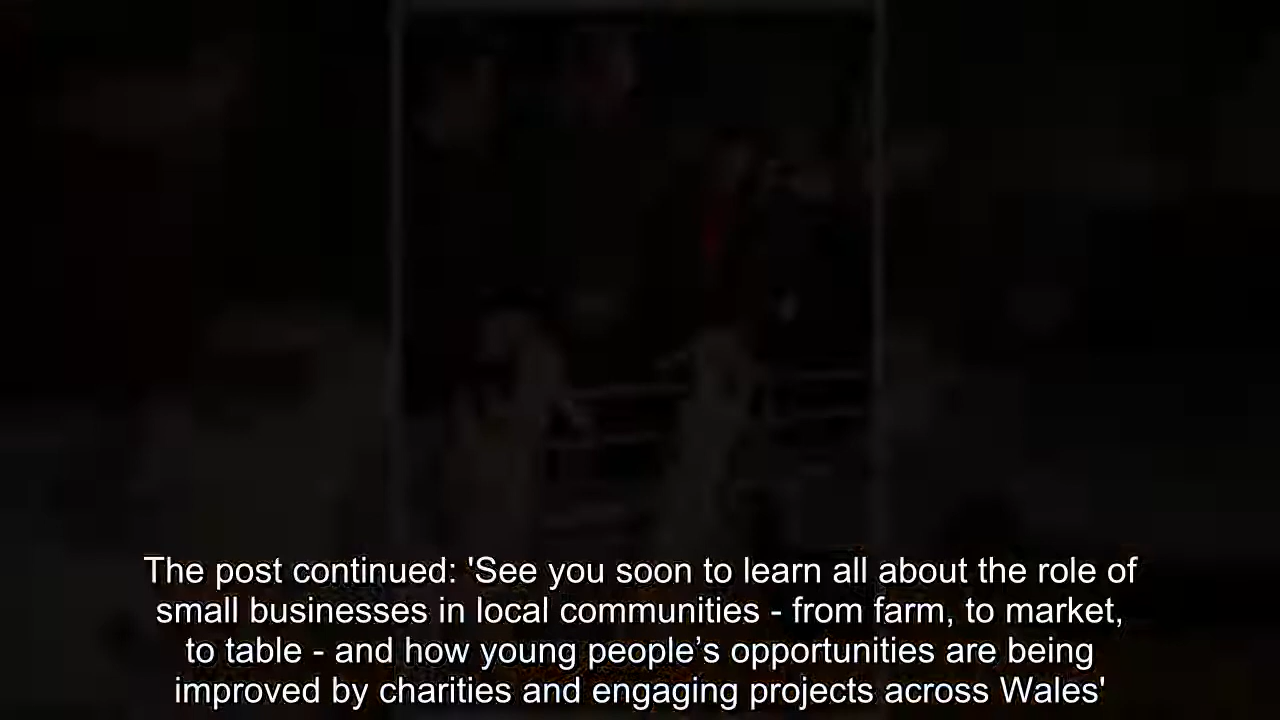 The post continued: 'See you soon to learn all about the role of
small businesses in local communities - from farm, to market,
to table - and how young people’s opportunities are being
improved by charities and engaging projects across Wales'